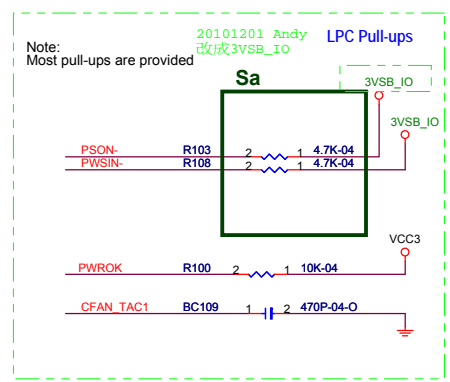 20101201 Andy
改成3VSB_IO
LPC Pull-ups
Note:
Most pull-ups are provided
Sa
3VSB_IO
3VSB_IO
PSON- R103 2 1 4.7K-04
PWSIN- R108 2 1 4.7K-04
VCC3
PWROK R100 2 1 10K-04
CFAN_TAC1 BC109 1 2 470P-04-O